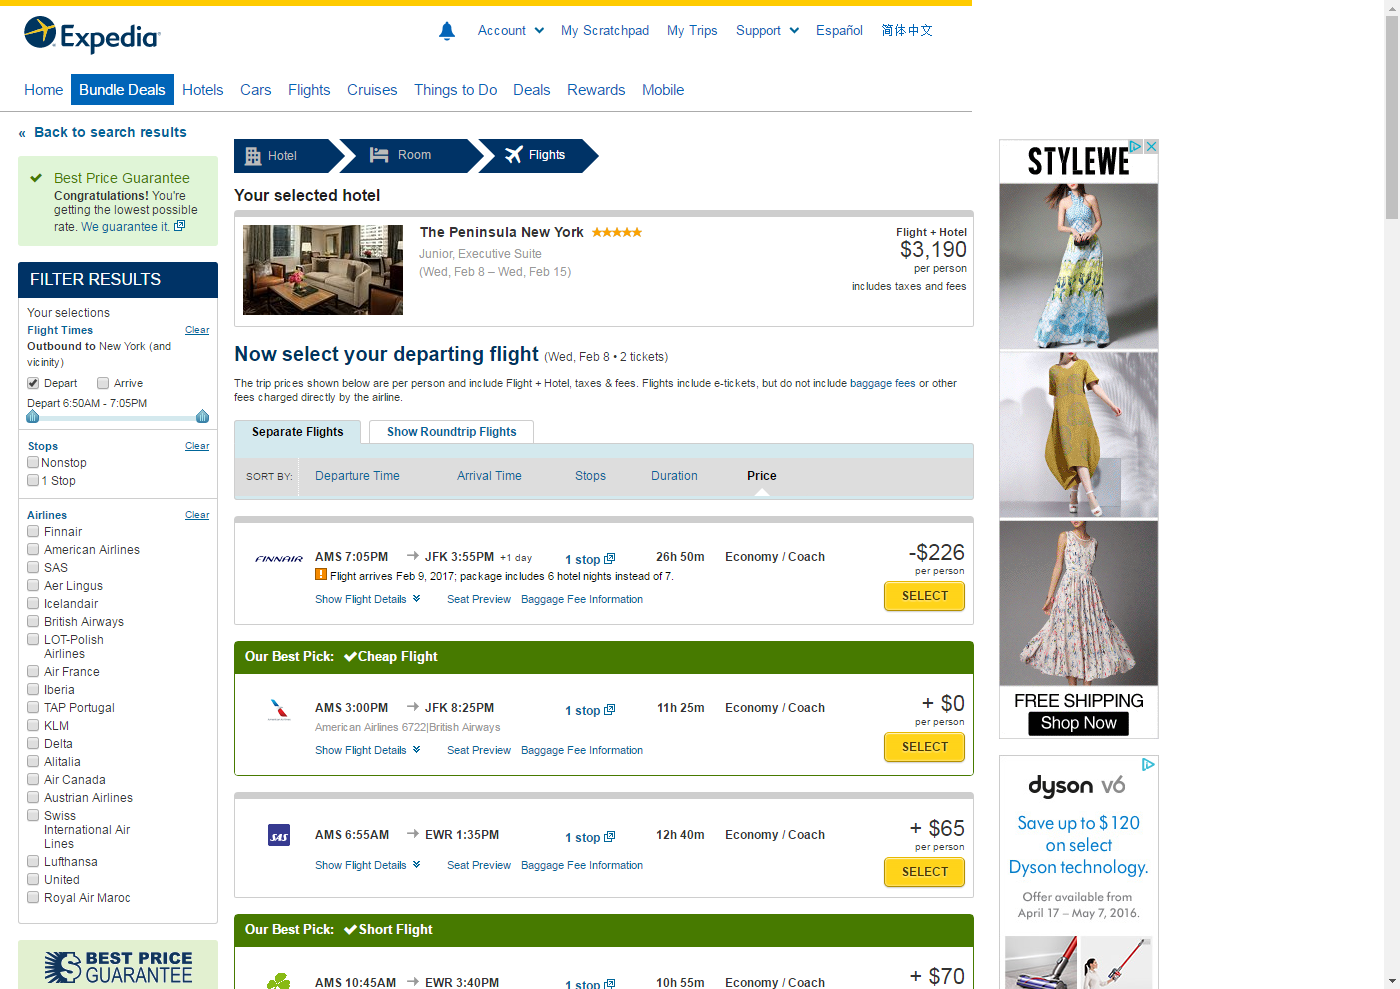 Expedia
Account
My Scratchpad
My Trips
Support
Español
简体中文
Home
Bundle Deals
Hotels
Cars
Flights
Cruises
Things to Do
Deals
Rewards
Mobile
« Back to search results
Best Price Guarantee
Congratulations! You're
getting the lowest possible
rate. We guarantee it.
FILTER RESULTS
Your selections
Flight Times Clear
Outbound to New York (and
vicinity)
Depart Arrive
Depart 6:50AM - 7:05PM
Stops Clear
Nonstop
1 Stop
Airlines Clear
Finnair
American Airlines
SAS
Aer Lingus
Icelandair
British Airways
LOT-Polish
Airlines
Air France
Iberia
TAP Portugal
KLM
Delta
Alitalia
Air Canada
Austrian Airlines
Swiss
International Air
Lines
Lufthansa
United
Royal Air Maroc
BEST PRICE
GUARANTEE
Hotel
Room
Flights
Your selected hotel
The Peninsula New York
Junior, Executive Suite
(Wed, Feb 8 – Wed, Feb 15)
Flight + Hotel
$3,190
per person
includes taxes and fees
Now select your departing flight (Wed, Feb 8 • 2 tickets)
The trip prices shown below are per person and include Flight + Hotel, taxes & fees. Flights include e-tickets, but do not include baggage fees or other
fees charged directly by the airline.
Separate Flights
Show Roundtrip Flights
SORT BY: Departure Time Arrival Time Stops Duration Price
FINNAIR AMS 7:05PM JFK 3:55PM +1 day 1 stop 26h 50m Economy / Coach -$226
per person
Flight arrives Feb 9, 2017; package includes 6 hotel nights instead of 7.
Show Flight Details Seat Preview Baggage Fee Information SELECT
Our Best Pick: Cheap Flight
AMS 3:00PM JFK 8:25PM 1 stop 11h 25m Economy / Coach + $0
per person
American Airlines 6722|British Airways
Show Flight Details Seat Preview Baggage Fee Information SELECT
SAS AMS 6:55AM EWR 1:35PM 1 stop 12h 40m Economy / Coach + $65
per person
Show Flight Details Seat Preview Baggage Fee Information SELECT
Our Best Pick: Short Flight
AMS 10:45AM EWR 3:40PM 1 stop 10h 55m Economy / Coach + $70
STYLEWE
FREE SHIPPING
Shop Now
dyson v6
Save up to $120
on select
Dyson technology.
Offer available from
April 17 – May 7, 2016.